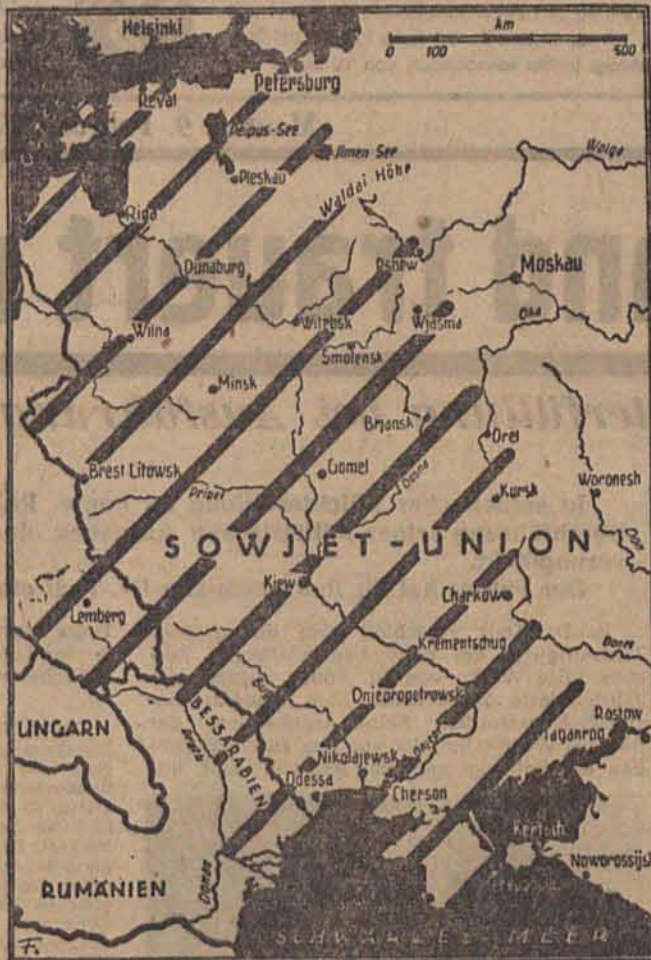 km
0 100 500
Helsinki
Petersburg
Reval
Peipus-See
Ilmen See
Pleskau
Waldai Höhe
Wolga
Riga
Dünaburg
Rshew
Moskau
Oka
Witebsk
Wjasma
Wilna
Smolensk
Minsk
Brjansk
Orel
Brest Litowsk
Gomel
Desna
Pripet
Kursk
Woronesh
Don
SOWJET-UNION
Kiew
Charkow
Lemberg
Krementschug
Donez
Bug
Dnjepropetrowsk
UNGARN
BESSARABIEN
Rostow
Taganrog
Pruth
Nikolajewsk
Dnjepr
Odessa
Cherson
Kertsch
Noworossijsk
RUMÄNIEN
Donau
SCHWARZES MEER
F.